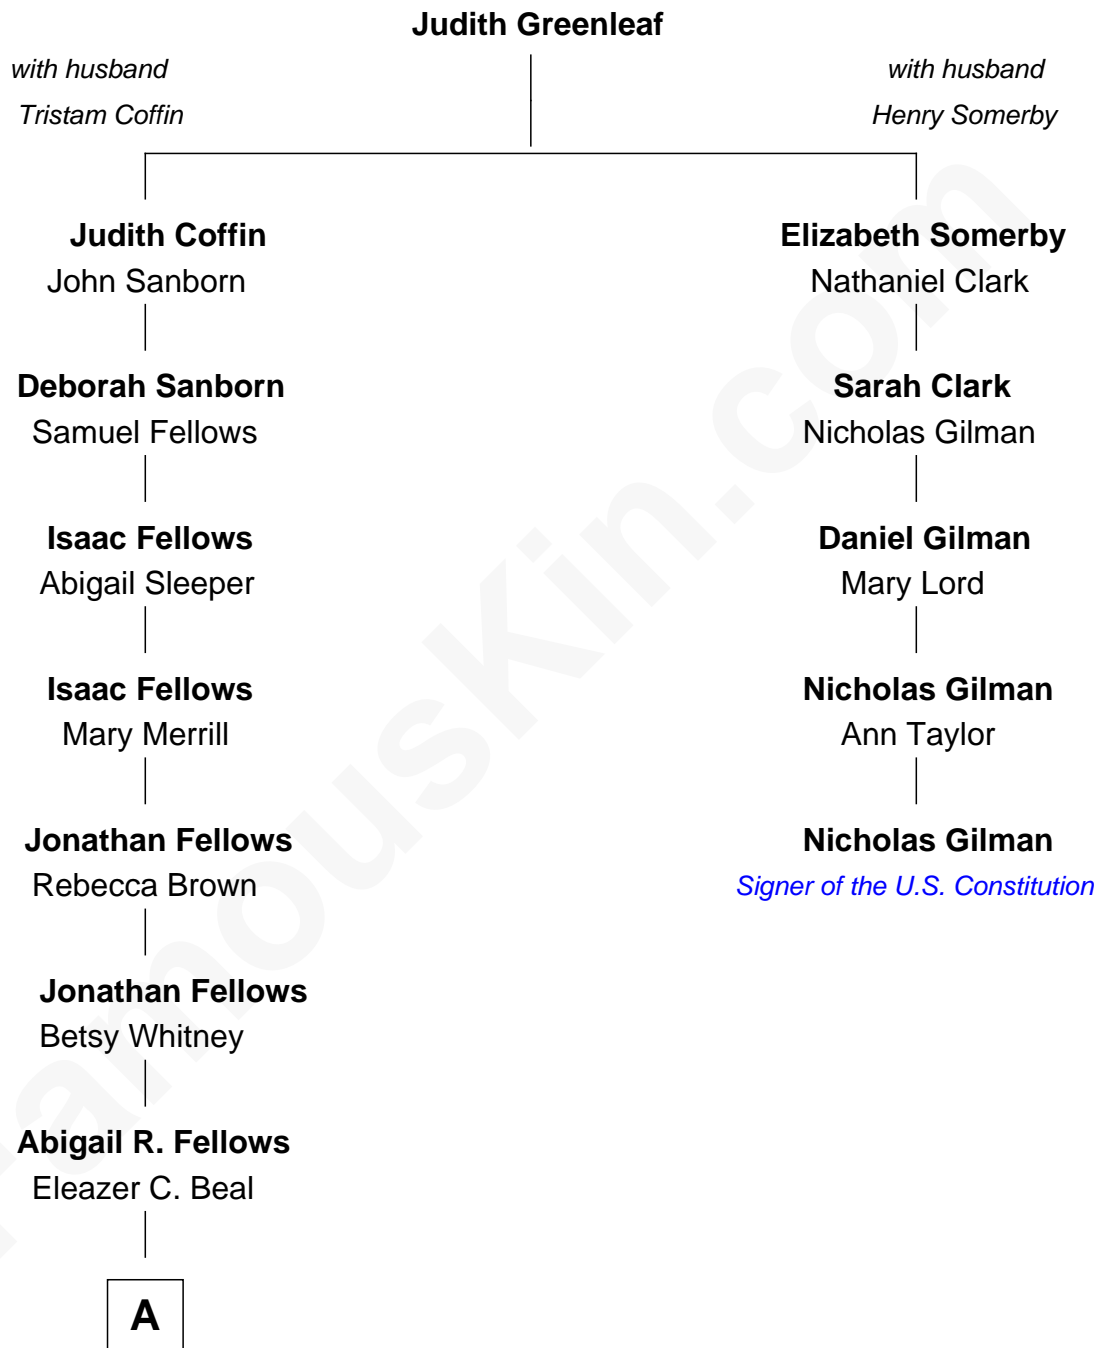 Judith Greenleaf
with husband
Tristam Coffin
with husband
Henry Somerby
Judith Coffin
John Sanborn
Deborah Sanborn
Samuel Fellows
Isaac Fellows
Abigail Sleeper
Isaac Fellows
Mary Merrill
Jonathan Fellows
Rebecca Brown
Jonathan Fellows
Betsy Whitney
Abigail R. Fellows
Eleazer C. Beal
A
Elizabeth Somerby
Nathaniel Clark
Sarah Clark
Nicholas Gilman
Daniel Gilman
Mary Lord
Nicholas Gilman
Ann Taylor
Nicholas Gilman
Signer of the U.S. Constitution
FamousKin.com